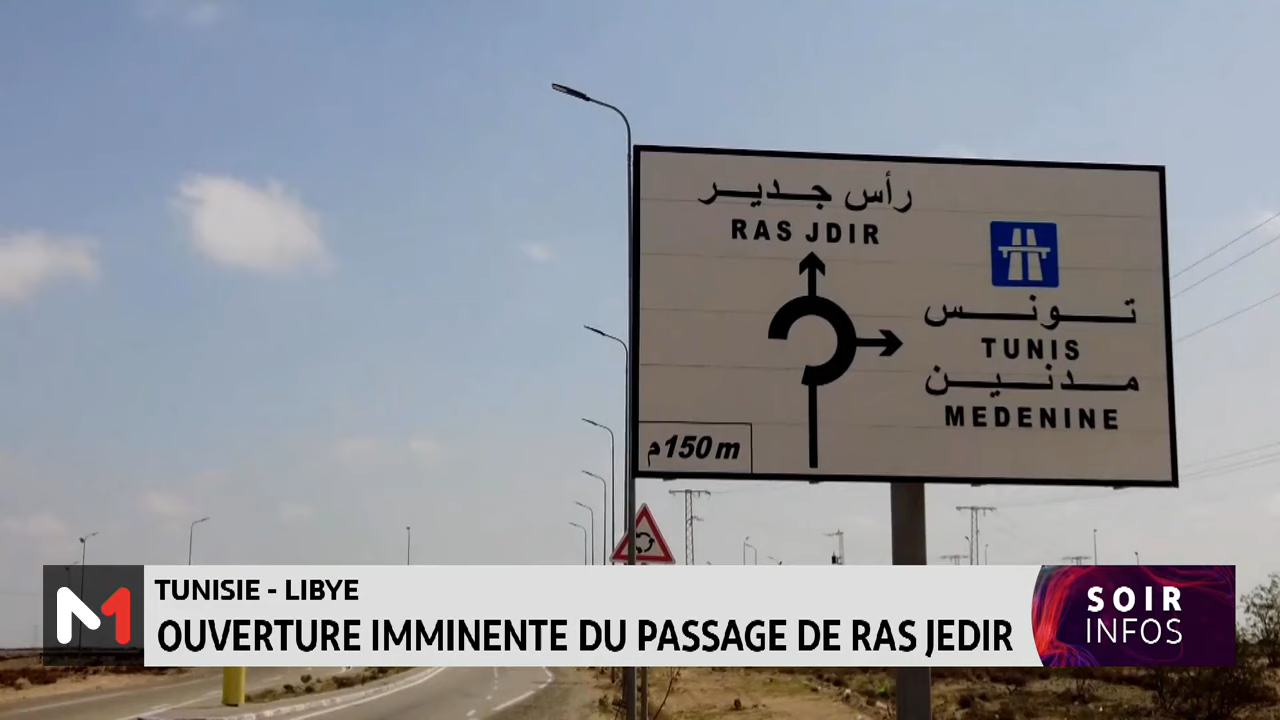 رأس جدير
RAS JDIR
تونس
TUNIS
مدنين
MEDENINE
150 m م
TUNISIE - LIBYE
OUVERTURE IMMINENTE DU PASSAGE DE RAS JEDIR
M1
SOIR
INFOS